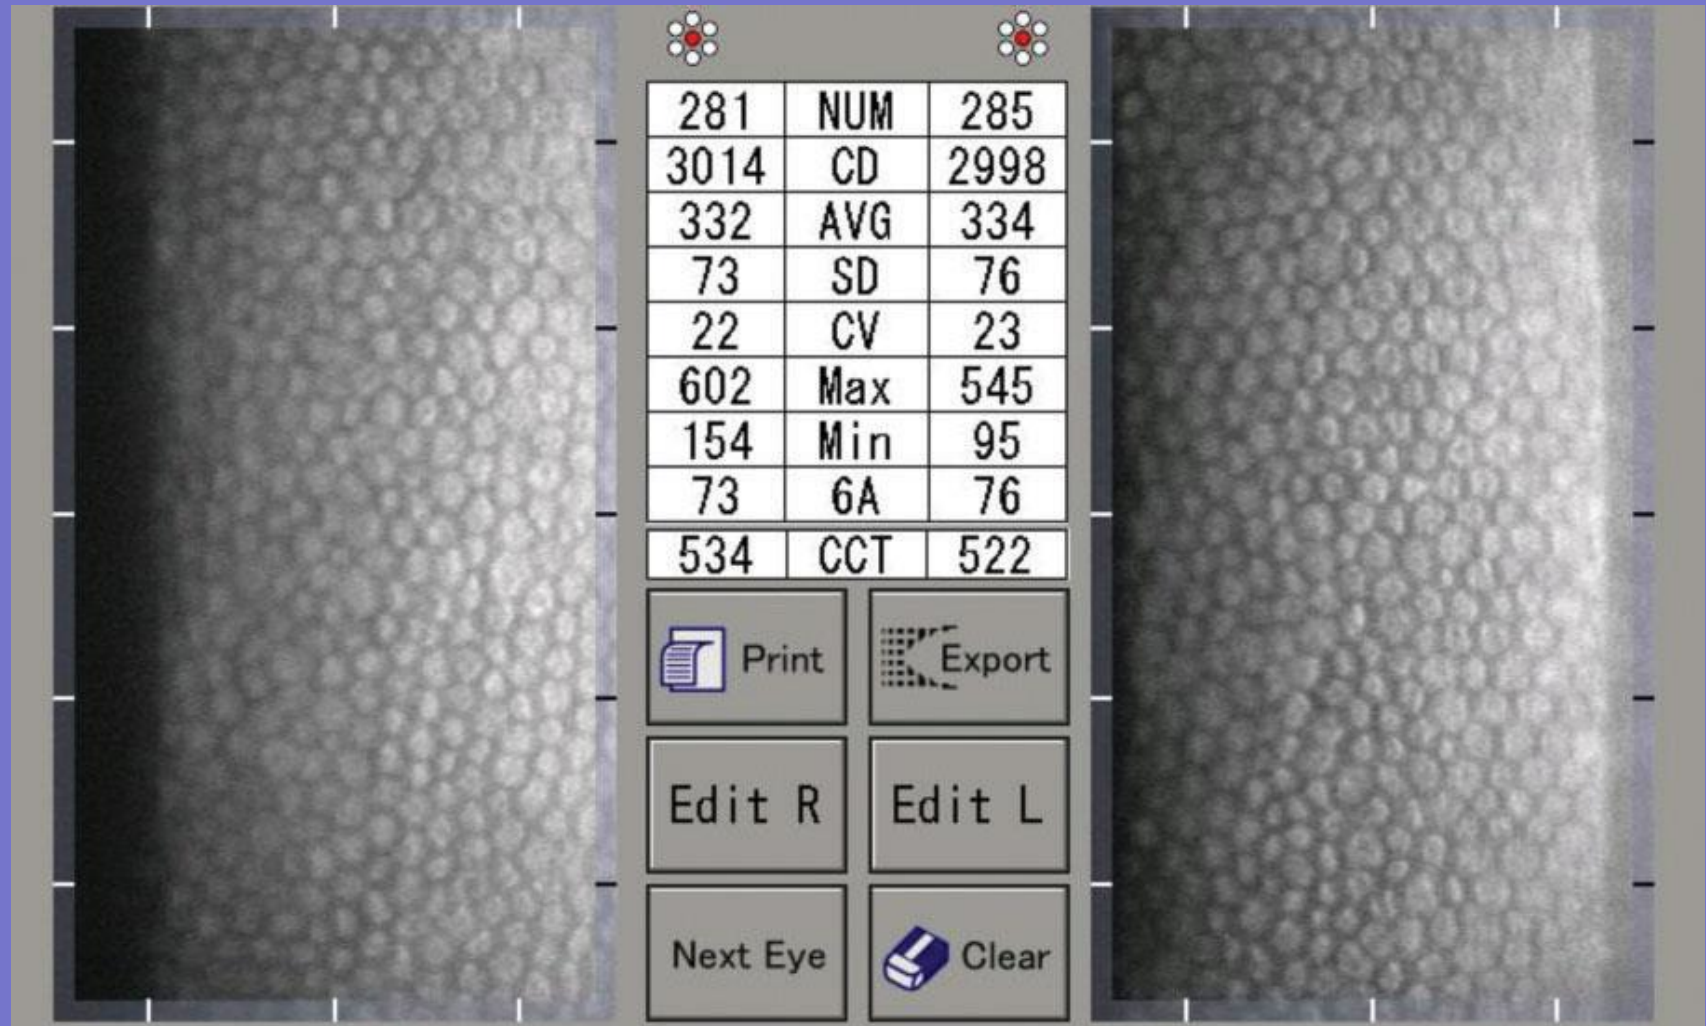 281 NUM 285
3014 CD 2998
332 AVG 334
73 SD 76
22 CV 23
602 Max 545
154 Min 95
73 6A 76
534 CCT 522
Print Export
Edit R Edit L
Next Eye Clear